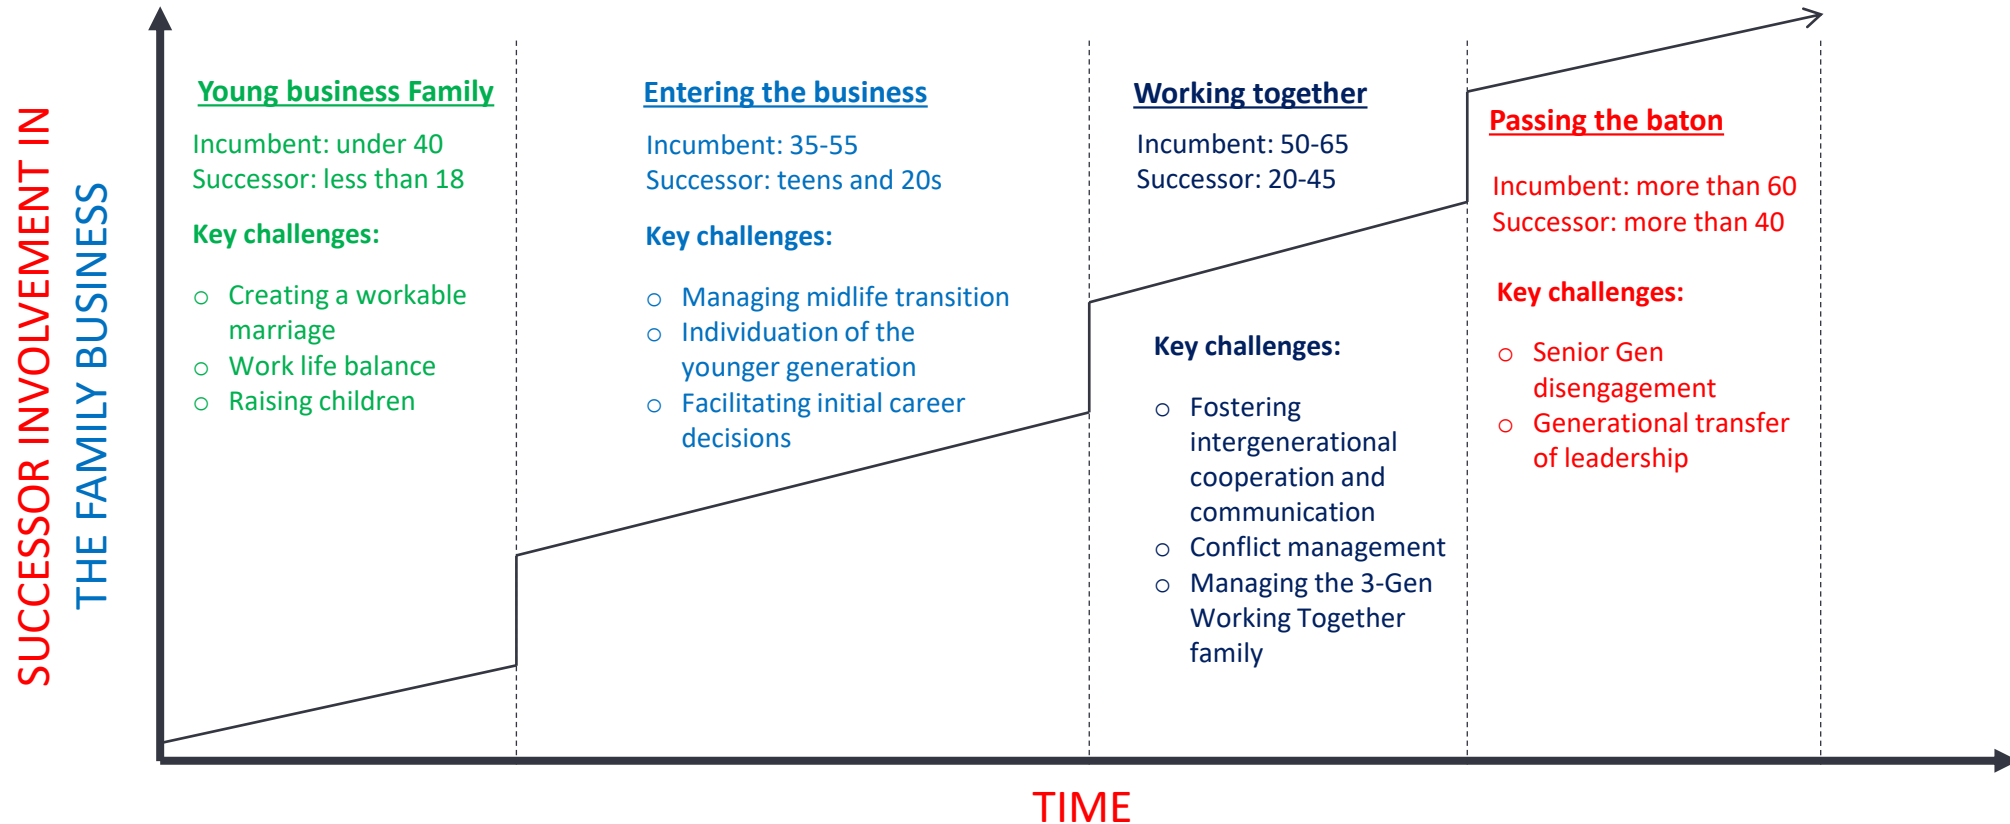 SUCCESSOR INVOLVEMENT IN
THE FAMILY BUSINESS
Young business Family
Incumbent: under 40
Successor: less than 18
Key challenges:
o Creating a workable
marriage
o Work life balance
o Raising children
Entering the business
Incumbent: 35-55
Successor: teens and 20s
Key challenges:
o Managing midlife transition
o Individuation of the
younger generation
o Facilitating initial career
decisions
Working together
Incumbent: 50-65
Successor: 20-45
Key challenges:
o Fostering
intergenerational
cooperation and
communication
o Conflict management
o Managing the 3-Gen
Working Together
family
Passing the baton
Incumbent: more than 60
Successor: more than 40
Key challenges:
o Senior Gen
disengagement
o Generational transfer
of leadership
TIME